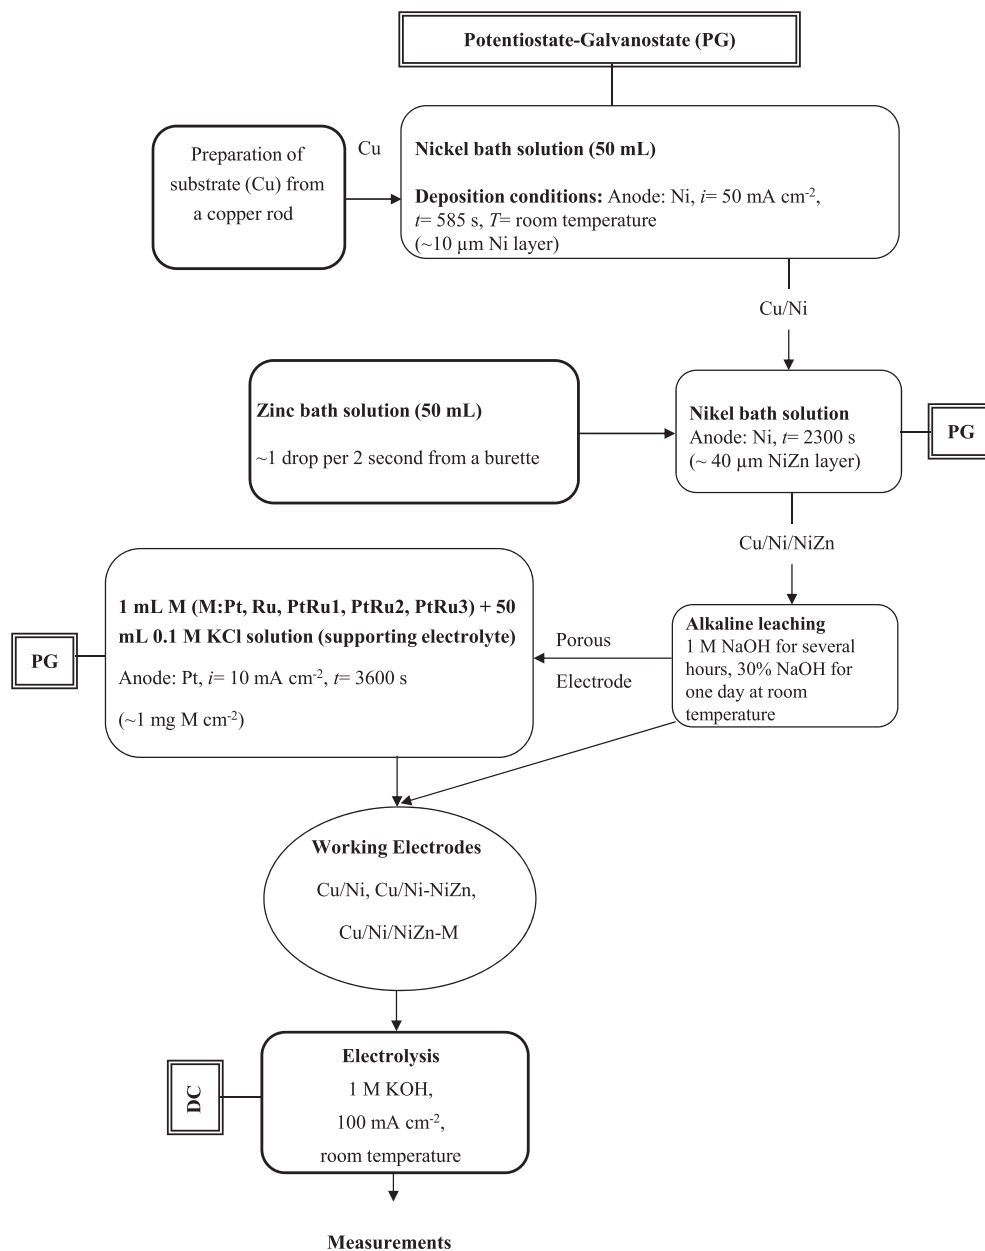 Potentiostate-Galvanostate (PG)
Preparation of
substrate (Cu) from
a copper rod
Cu
Nickel bath solution (50 mL)
Deposition conditions: Anode: Ni, i= 50 mA cm-2,
t= 585 s, T= room temperature
(~10 µm Ni layer)
Cu/Ni
Zinc bath solution (50 mL)
~1 drop per 2 second from a burette
Nikel bath solution
Anode: Ni, t= 2300 s
(~ 40 µm NiZn layer)
PG
Cu/Ni/NiZn
PG
1 mL M (M:Pt, Ru, PtRu1, PtRu2, PtRu3) + 50
mL 0.1 M KCl solution (supporting electrolyte)
Anode: Pt, i= 10 mA cm-2, t= 3600 s
(~1 mg M cm-2)
Porous
Electrode
Alkaline leaching
1 M NaOH for several
hours, 30% NaOH for
one day at room
temperature
Working Electrodes
Cu/Ni, Cu/Ni-NiZn,
Cu/Ni/NiZn-M
DC
Electrolysis
1 M KOH,
100 mA cm-2,
room temperature
Measurements